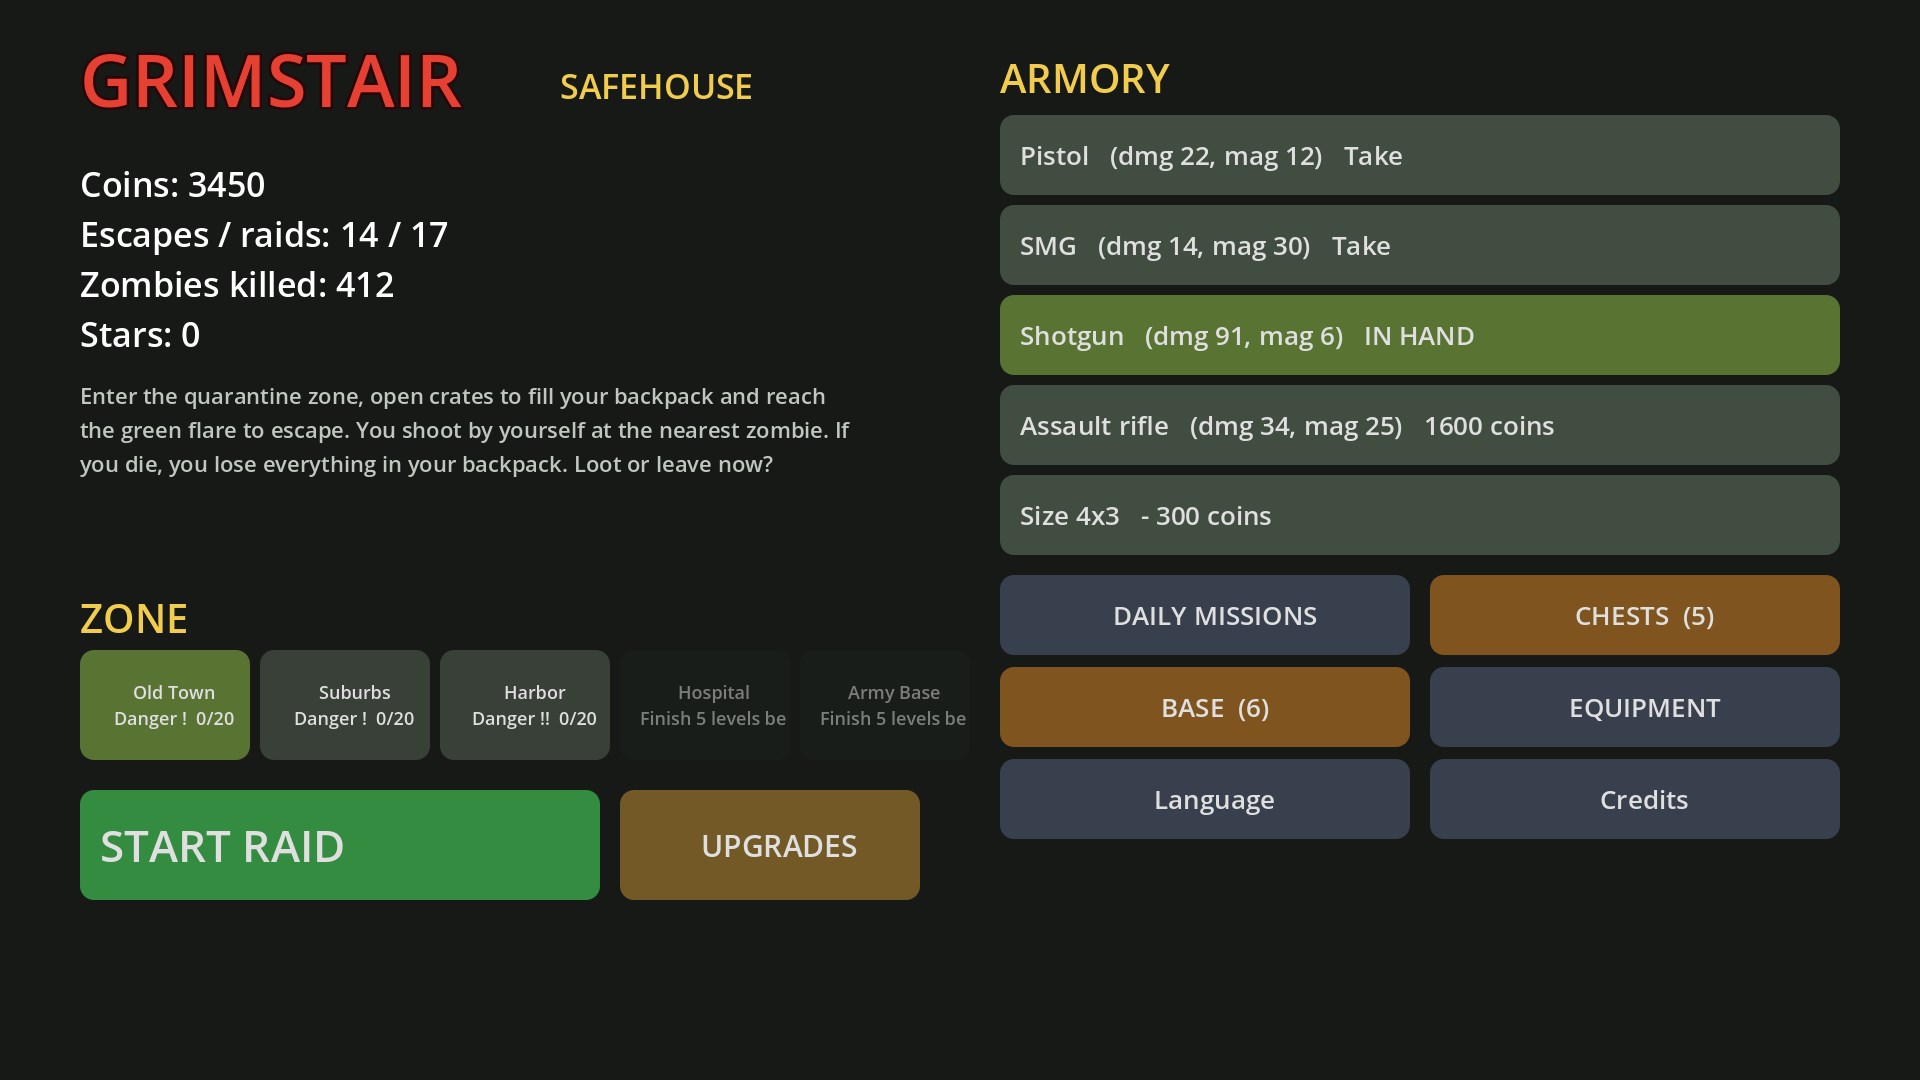 GRIMSTAIR
SAFEHOUSE
Coins: 3450
Escapes / raids: 14 / 17
Zombies killed: 412
Stars: 0
Enter the quarantine zone, open crates to fill your backpack and reach
the green flare to escape. You shoot by yourself at the nearest zombie. If
you die, you lose everything in your backpack. Loot or leave now?
ZONE
Old Town
Danger ! 0/20
Suburbs
Danger ! 0/20
Harbor
Danger !! 0/20
Hospital
Finish 5 levels be
Army Base
Finish 5 levels be
START RAID
UPGRADES
ARMORY
Pistol (dmg 22, mag 12) Take
SMG (dmg 14, mag 30) Take
Shotgun (dmg 91, mag 6) IN HAND
Assault rifle (dmg 34, mag 25) 1600 coins
Size 4x3 - 300 coins
DAILY MISSIONS
CHESTS (5)
BASE (6)
EQUIPMENT
Language
Credits